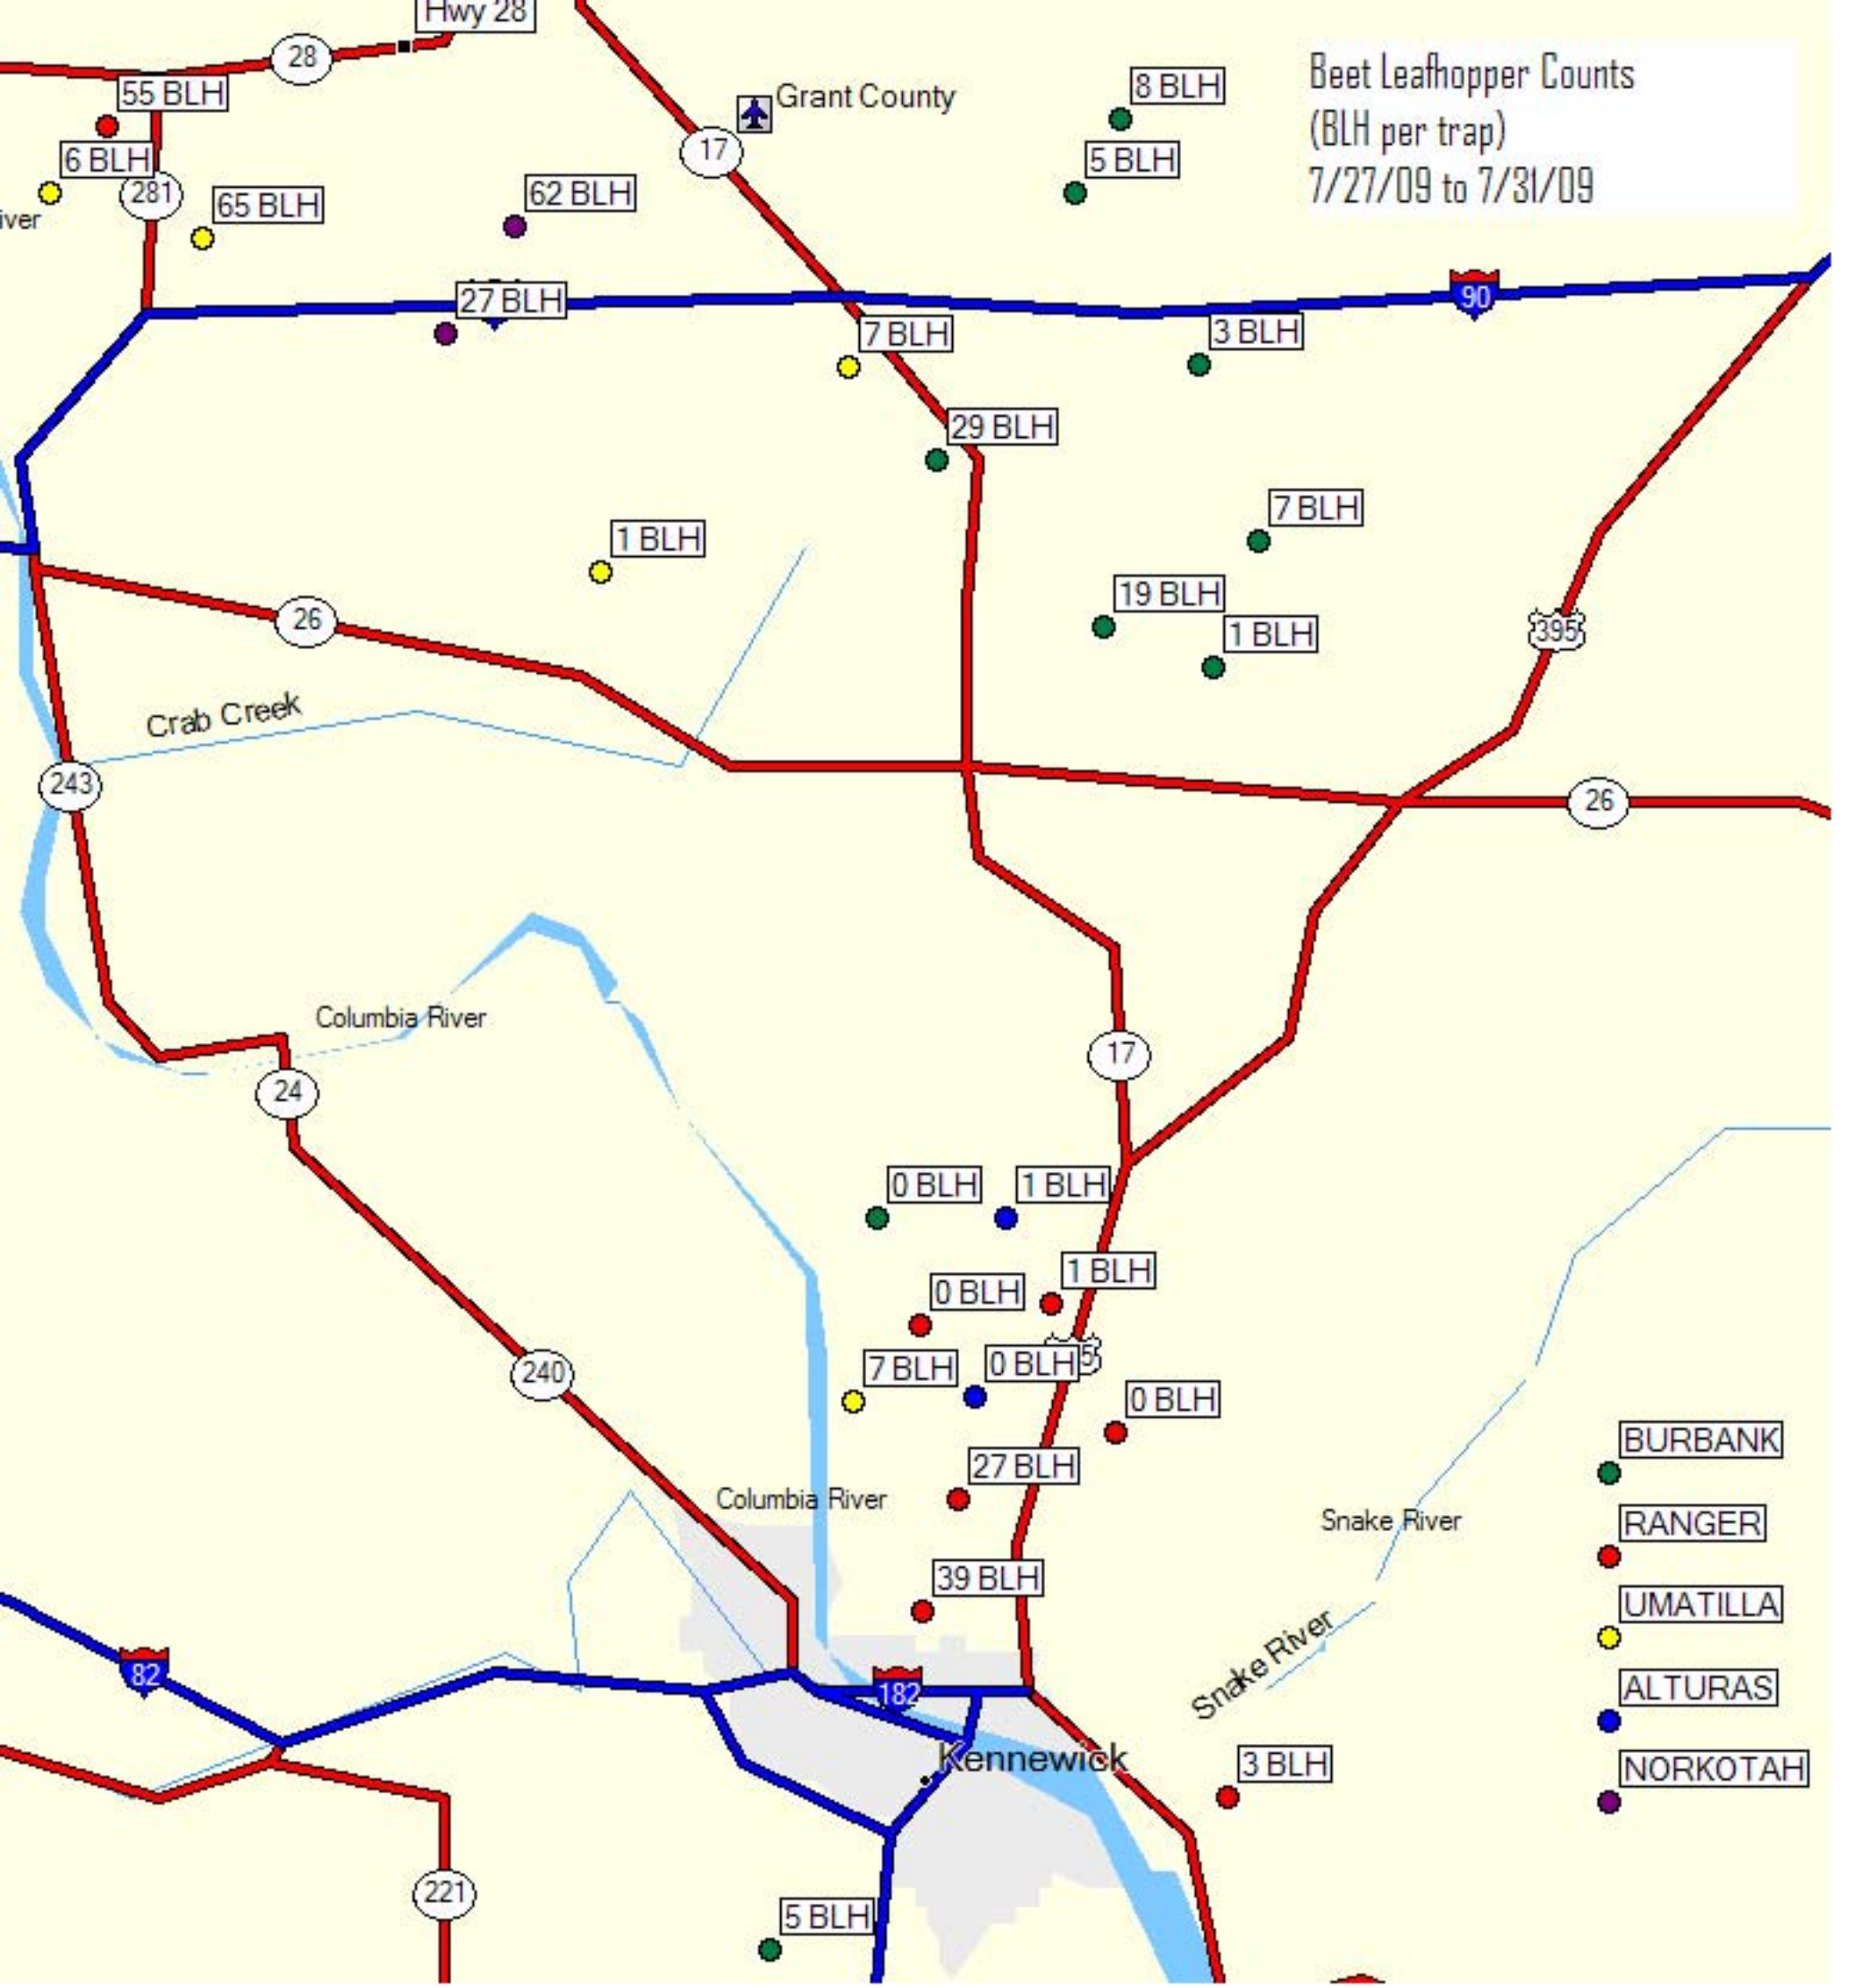 Hwy 28
28
Beet Leafhopper Counts
(BLH per trap)
7/27/09 to 7/31/09
55 BLH
Grant County
8 BLH
17
6 BLH
5 BLH
281
65 BLH
62 BLH
iver
27 BLH
90
7 BLH
3 BLH
29 BLH
7 BLH
1 BLH
19 BLH
26
1 BLH
395
Crab Creek
243
26
Columbia River
17
24
0 BLH
1 BLH
1 BLH
0 BLH
7 BLH
0 BLH
5
240
0 BLH
BURBANK
27 BLH
Columbia River
Snake River
RANGER
39 BLH
UMATILLA
Snake River
82
182
ALTURAS
Kennewick
3 BLH
NORKOTAH
221
5 BLH